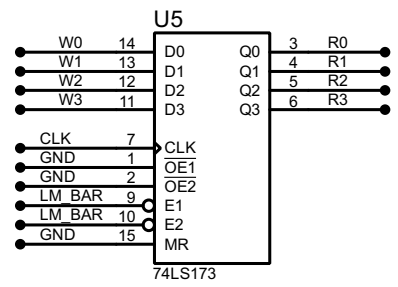 U5
W0 14 D0 Q0 3 R0
W1 13 D1 Q1 4 R1
W2 12 D2 Q2 5 R2
W3 11 D3 Q3 6 R3
CLK 7 CLK
GND 1 OE1
GND 2 OE2
LM_BAR 9 E1
LM_BAR 10 E2
GND 15 MR
74LS173